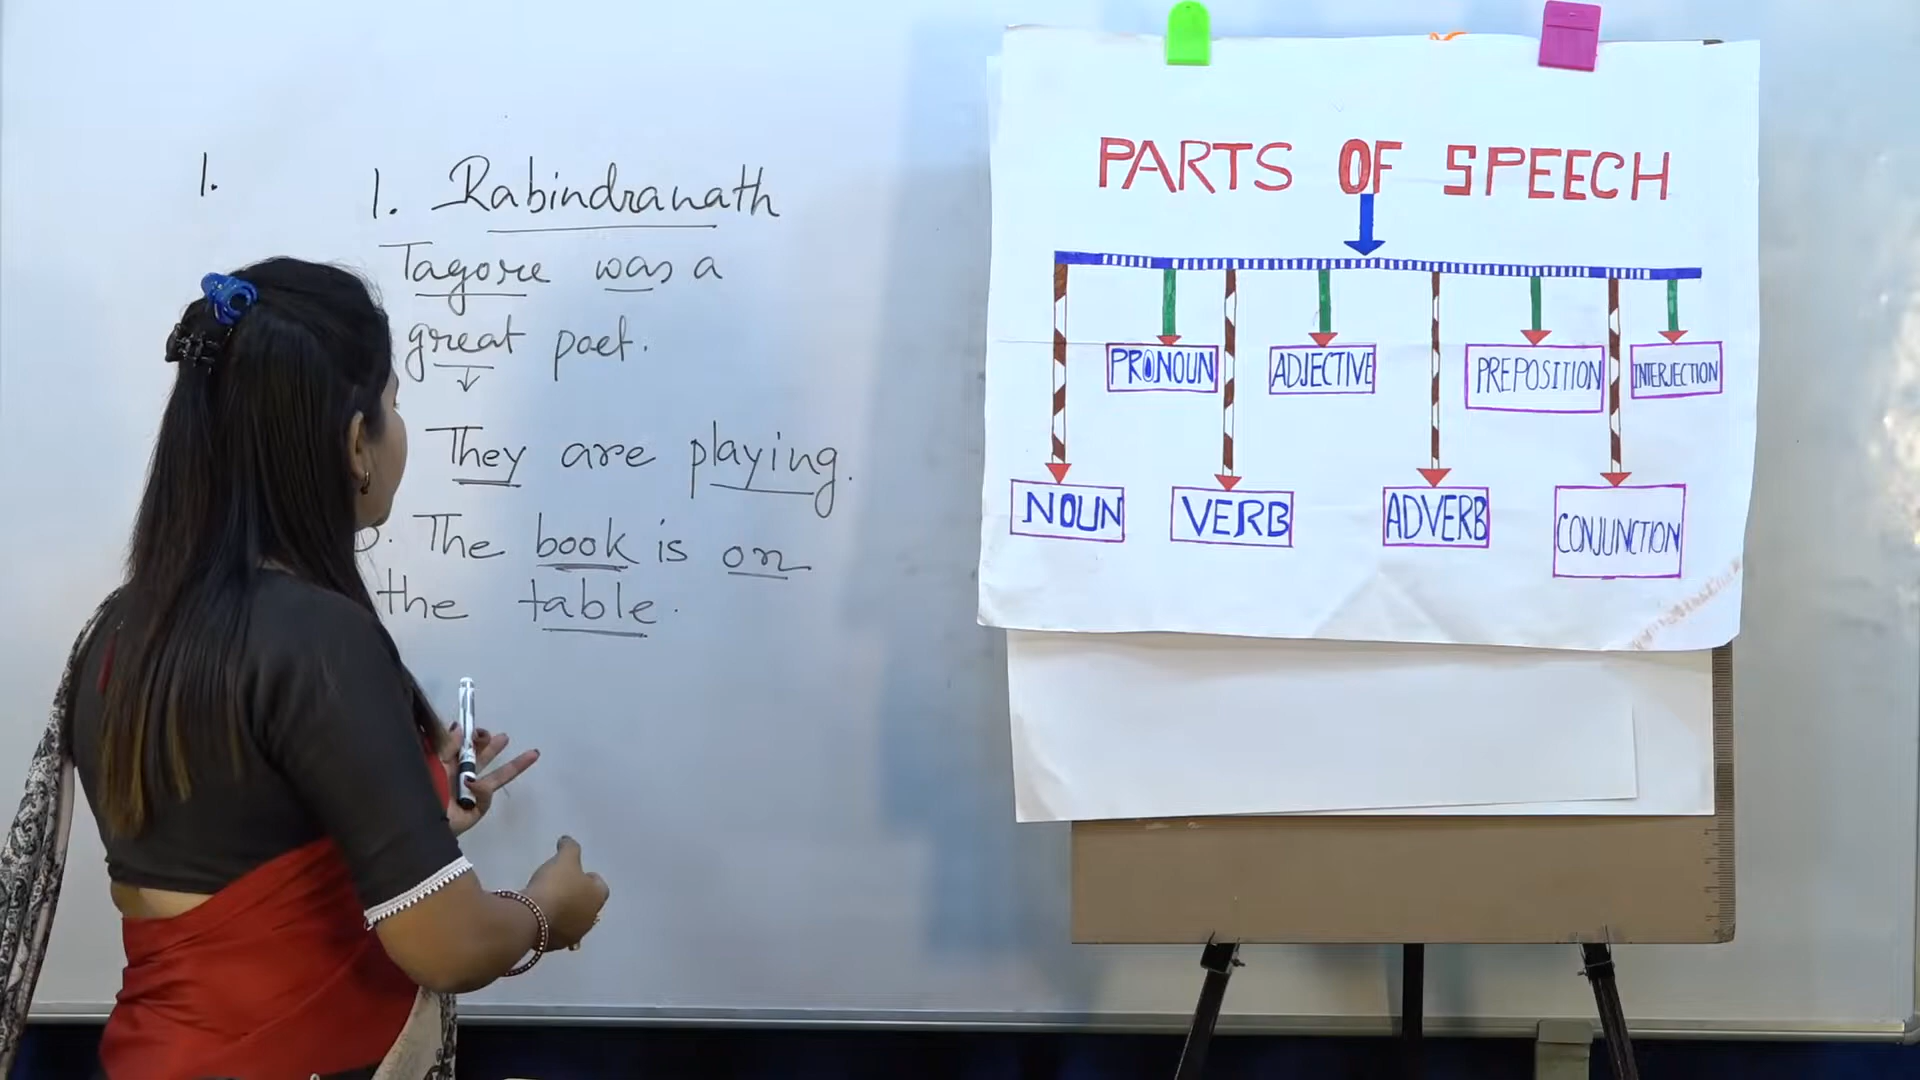 1.
1. Rabindranath
Tagore was a
great poet.
They are playing.
The book is on
the table.
PARTS OF SPEECH
PRONOUN ADJECTIVE PREPOSITION INTERJECTION
NOUN VERB ADVERB CONJUNCTION